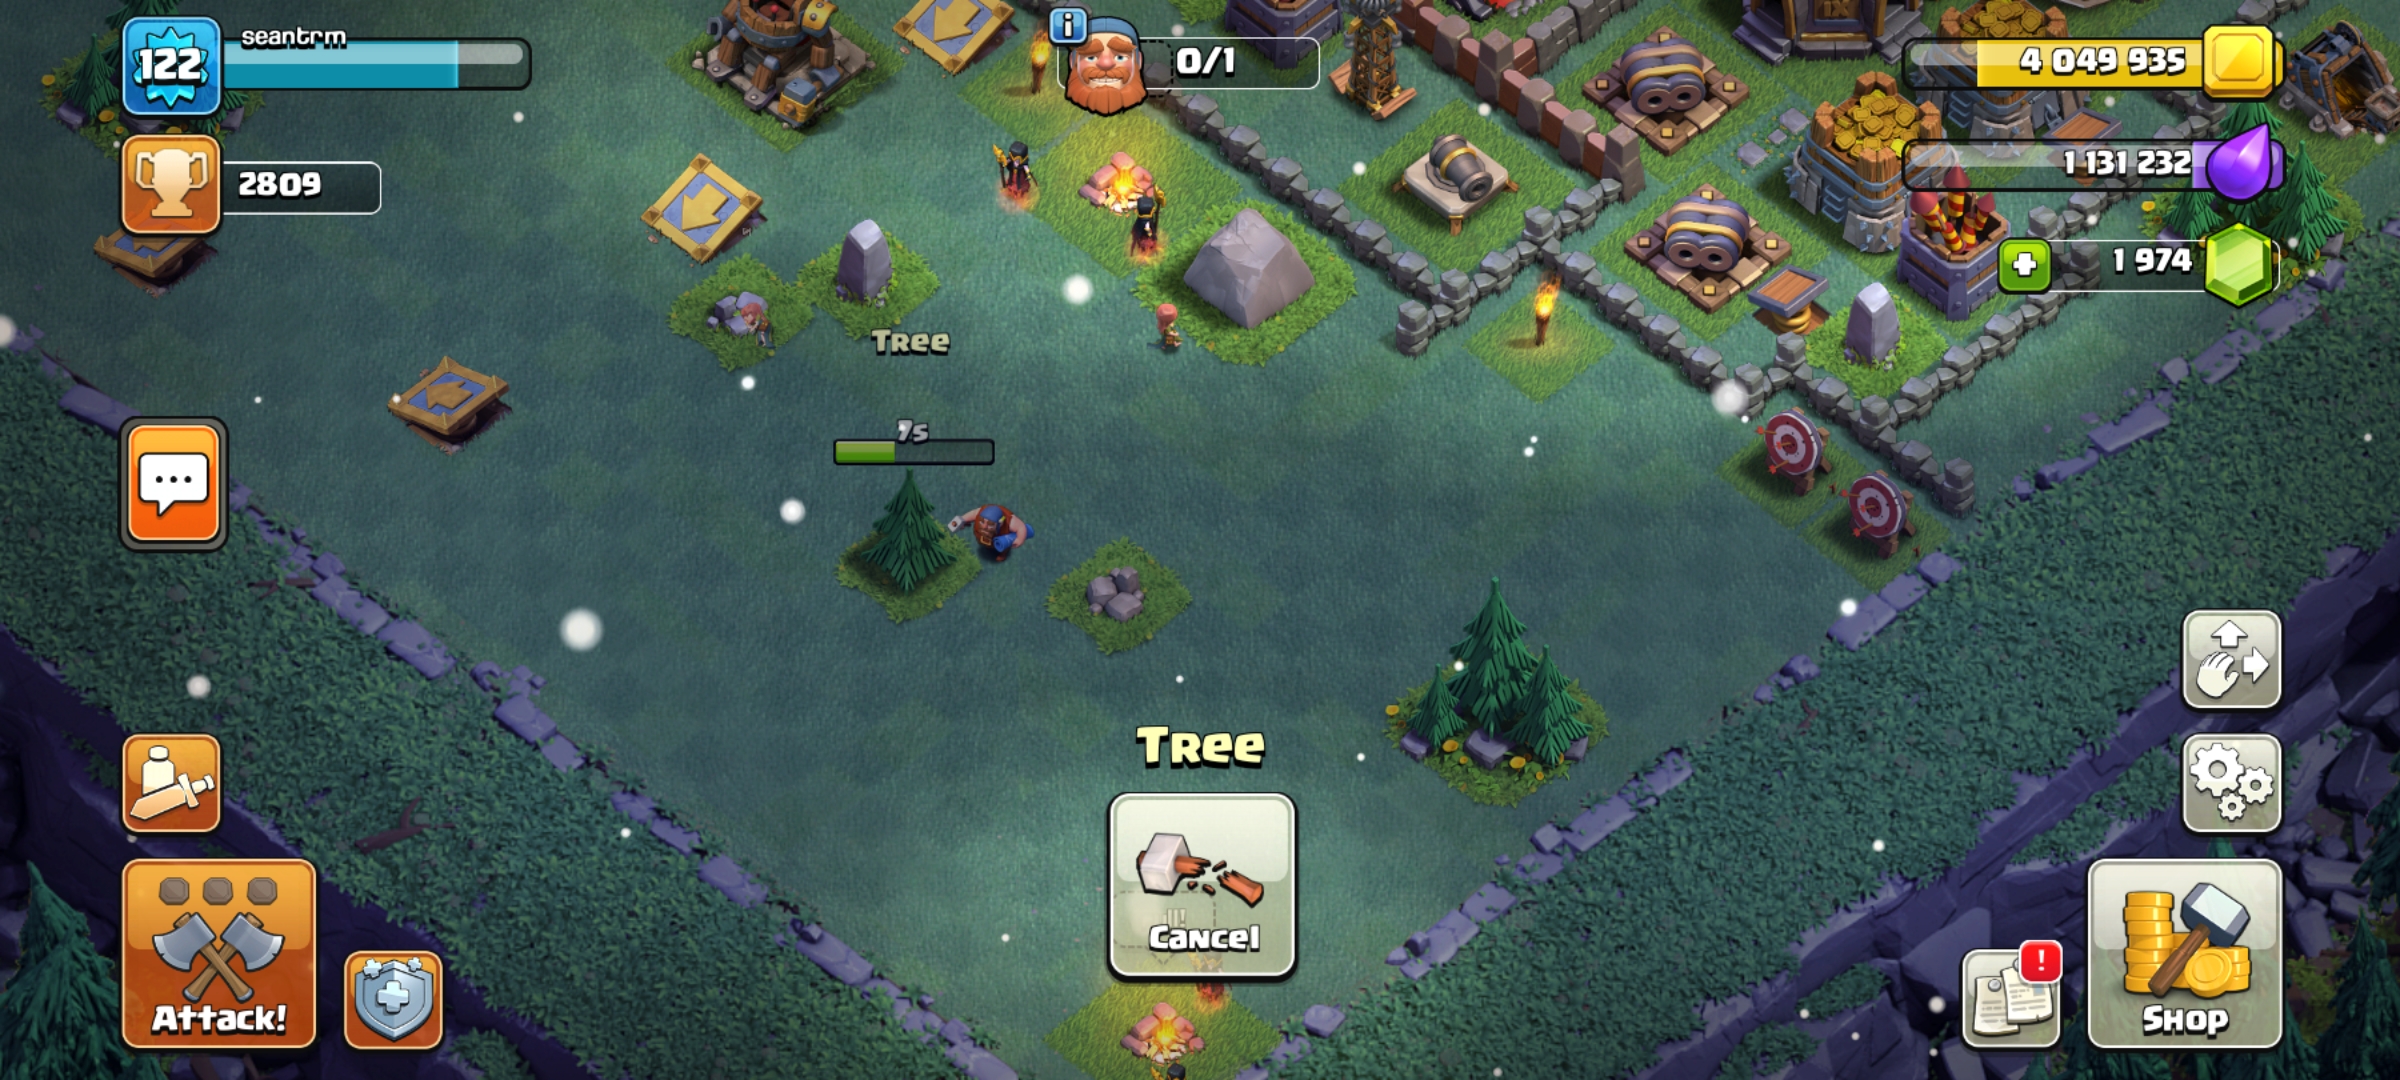 122
seantrm
0/1
4 049 935
2809
1 131 232
1 974
Tree
7s
Tree
Cancel
Attack!
!
Shop